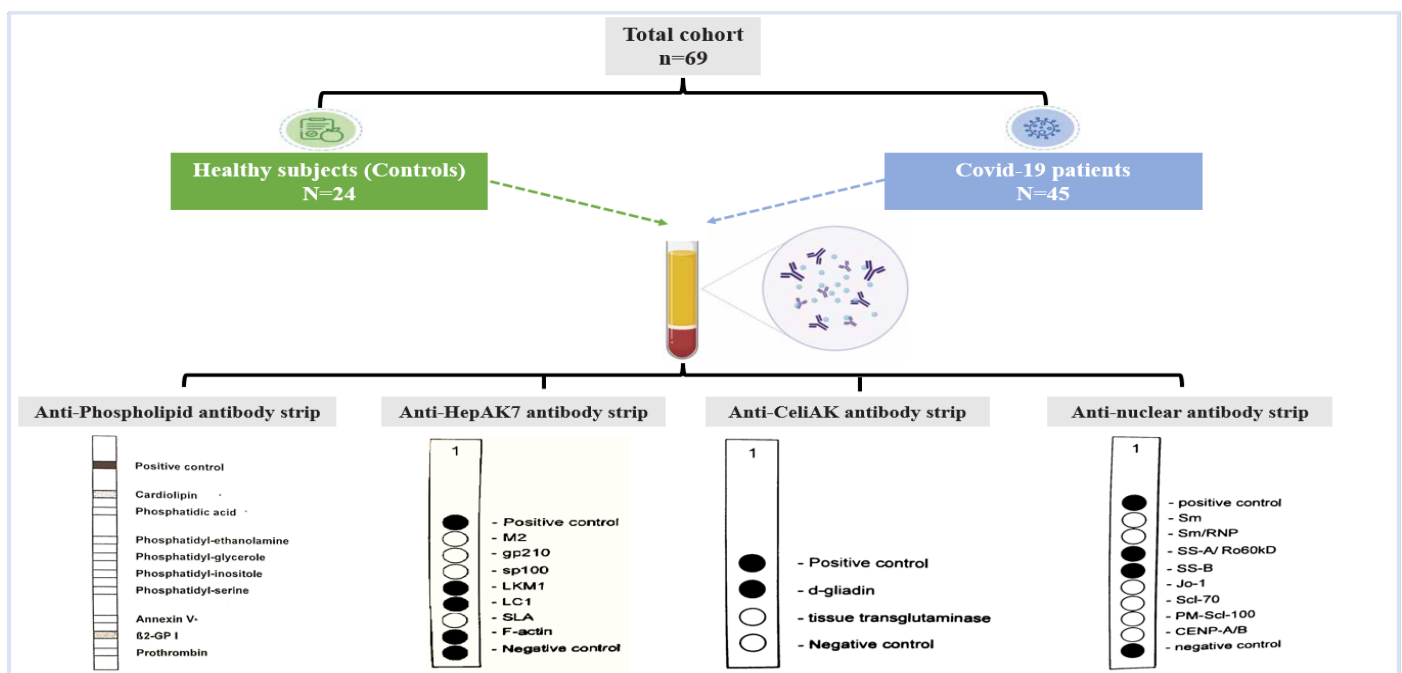 Total cohort
n=69
Healthy subjects (Controls)
N=24
Covid-19 patients
N=45
Anti-Phospholipid antibody strip
Anti-HepAK7 antibody strip
Anti-CeliAK antibody strip
Anti-nuclear antibody strip
Positive control
Cardiolipin
Phosphatidic acid
Phosphatidyl-ethanolamine
Phosphatidyl-glycerole
Phosphatidyl-inositole
Phosphatidyl-serine
Annexin V
ß2-GP I
Prothrombin
1
- Positive control
- M2
- gp210
- sp100
- LKM1
- LC1
- SLA
- F-actin
- Negative control
1
- Positive control
- d-gliadin
- tissue transglutaminase
- Negative control
1
- positive control
- Sm
- Sm/RNP
- SS-A/ Ro60kD
- SS-B
- Jo-1
- Scl-70
- PM-Scl-100
- CENP-A/B
- negative control